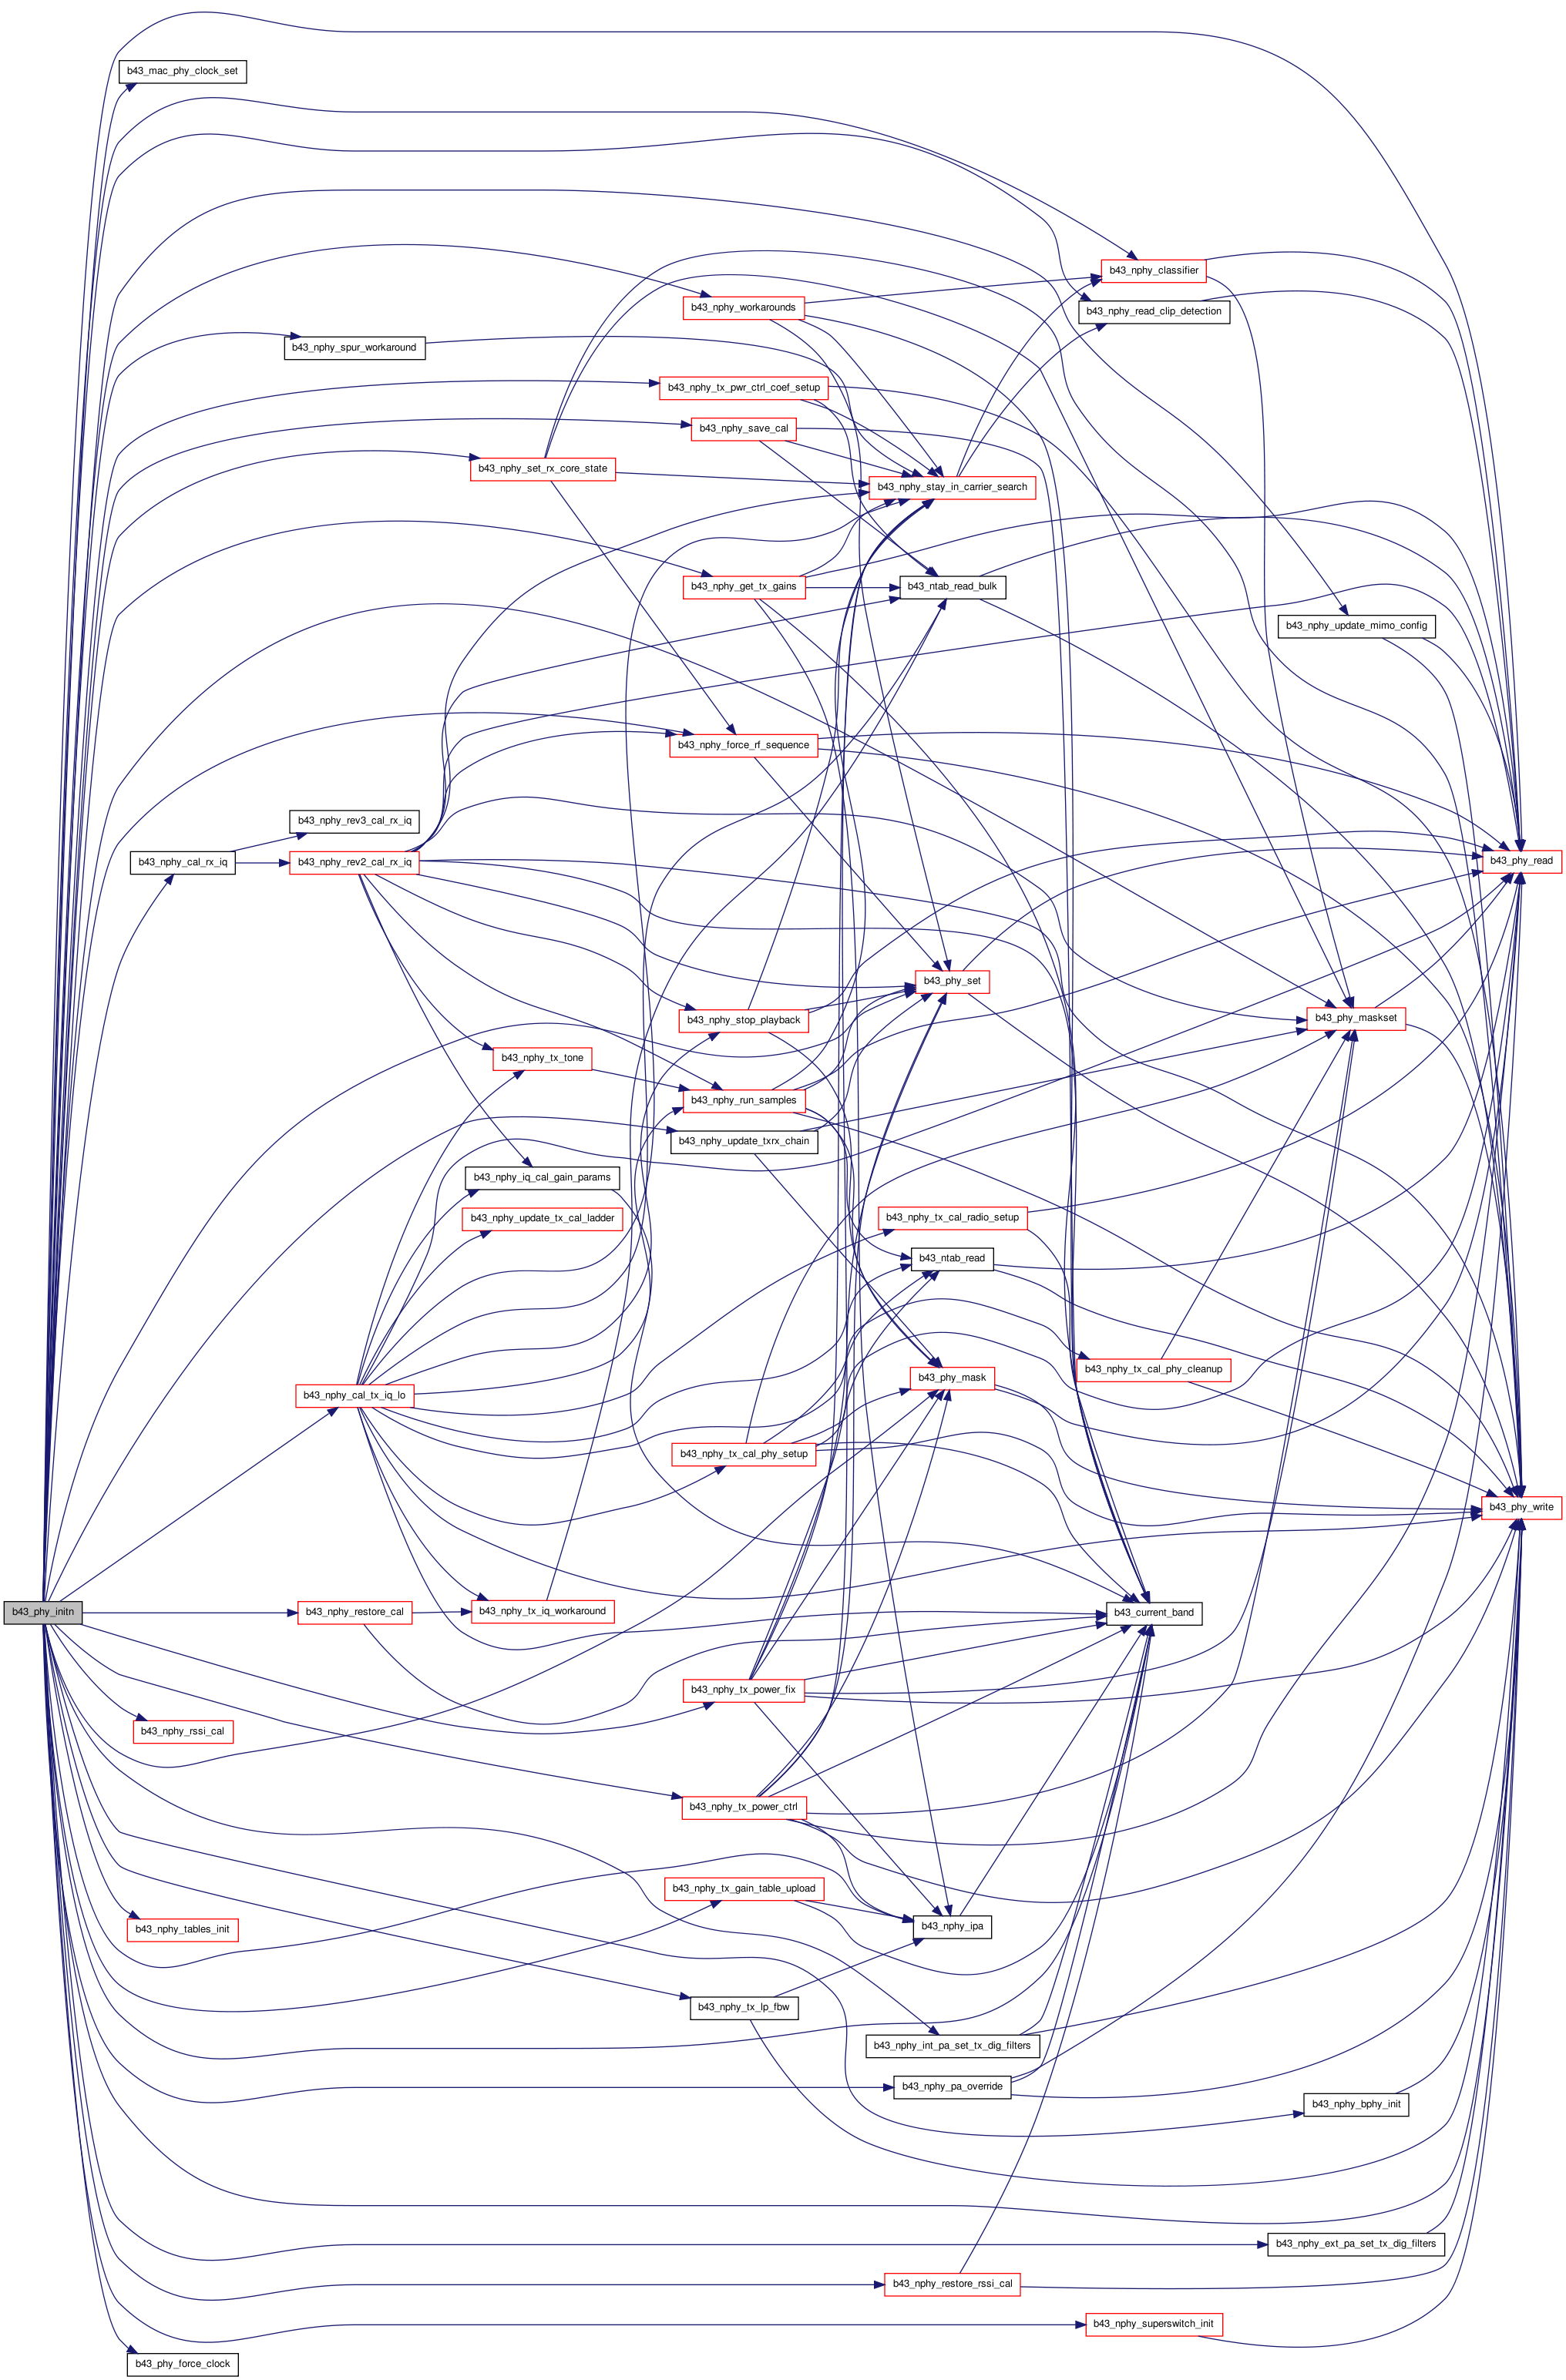 b43_mac_phy_clock_set
b43_nphy_classifier
b43_nphy_workarounds
b43_nphy_read_clip_detection
b43_nphy_spur_workaround
b43_nphy_tx_pwr_ctrl_coef_setup
b43_nphy_save_cal
b43_nphy_set_rx_core_state
b43_nphy_stay_in_carrier_search
b43_nphy_get_tx_gains
b43_ntab_read_bulk
b43_nphy_update_mimo_config
b43_nphy_force_rf_sequence
b43_nphy_rev3_cal_rx_iq
b43_nphy_cal_rx_iq
b43_nphy_rev2_cal_rx_iq
b43_phy_read
b43_phy_set
b43_nphy_stop_playback
b43_phy_maskset
b43_nphy_tx_tone
b43_nphy_run_samples
b43_nphy_update_txrx_chain
b43_nphy_iq_cal_gain_params
b43_nphy_update_tx_cal_ladder
b43_nphy_tx_cal_radio_setup
b43_ntab_read
b43_nphy_tx_cal_phy_cleanup
b43_phy_mask
b43_nphy_cal_tx_iq_lo
b43_nphy_tx_cal_phy_setup
b43_phy_write
b43_phy_initn
b43_nphy_restore_cal
b43_nphy_tx_iq_workaround
b43_current_band
b43_nphy_tx_power_fix
b43_nphy_rssi_cal
b43_nphy_tx_power_ctrl
b43_nphy_tx_gain_table_upload
b43_nphy_tables_init
b43_nphy_ipa
b43_nphy_tx_lp_fbw
b43_nphy_int_pa_set_tx_dig_filters
b43_nphy_pa_override
b43_nphy_bphy_init
b43_nphy_ext_pa_set_tx_dig_filters
b43_nphy_restore_rssi_cal
b43_nphy_superswitch_init
b43_phy_force_clock